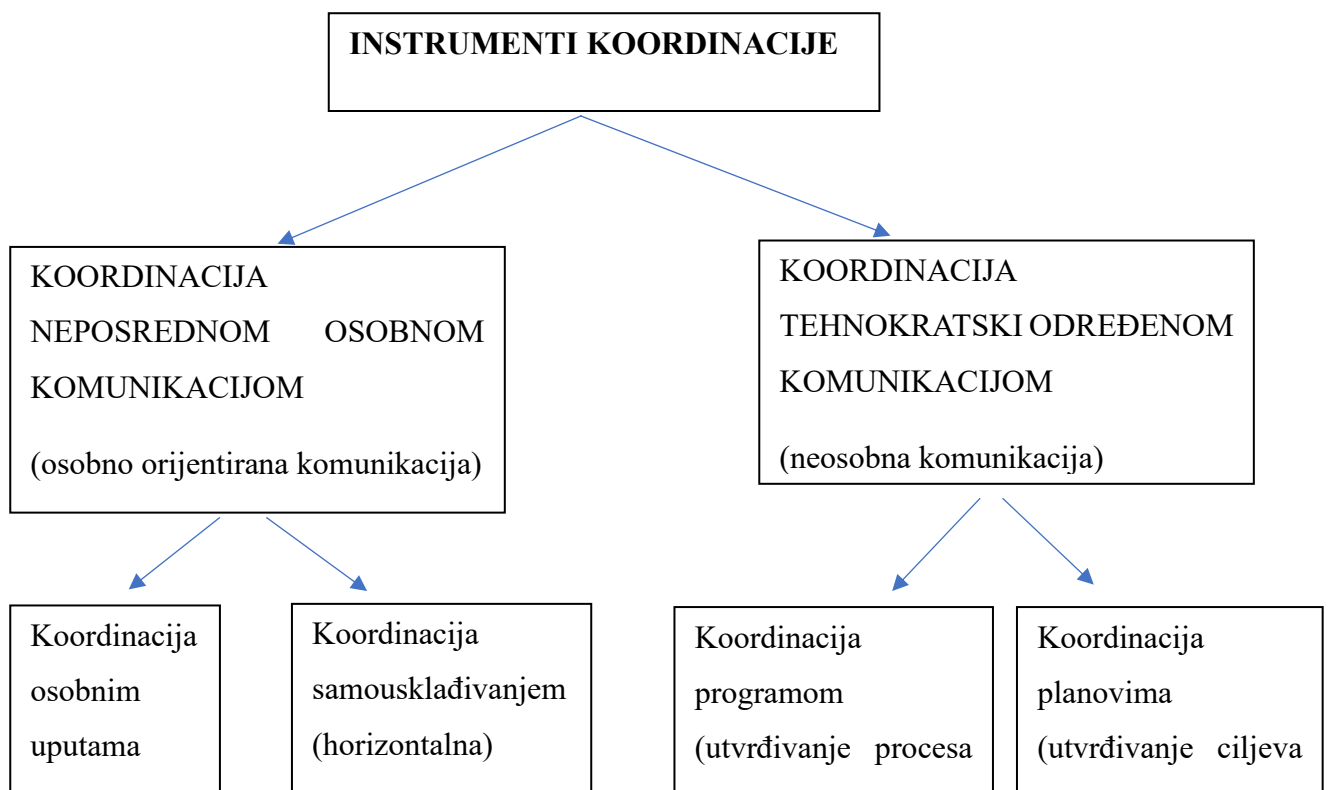 INSTRUMENTI KOORDINACIJE
KOORDINACIJA
NEPOSREDNOM OSOBNOM
KOMUNIKACIJOM
(osobno orijentirana komunikacija)
KOORDINACIJA
TEHNOKRATSKI ODREĐENOM
KOMUNIKACIJOM
(neosobna komunikacija)
Koordinacija
osobnim
uputama
Koordinacija
samousklađivanjem
(horizontalna)
Koordinacija
programom
(utvrđivanje procesa
Koordinacija
planovima
(utvrđivanje ciljeva